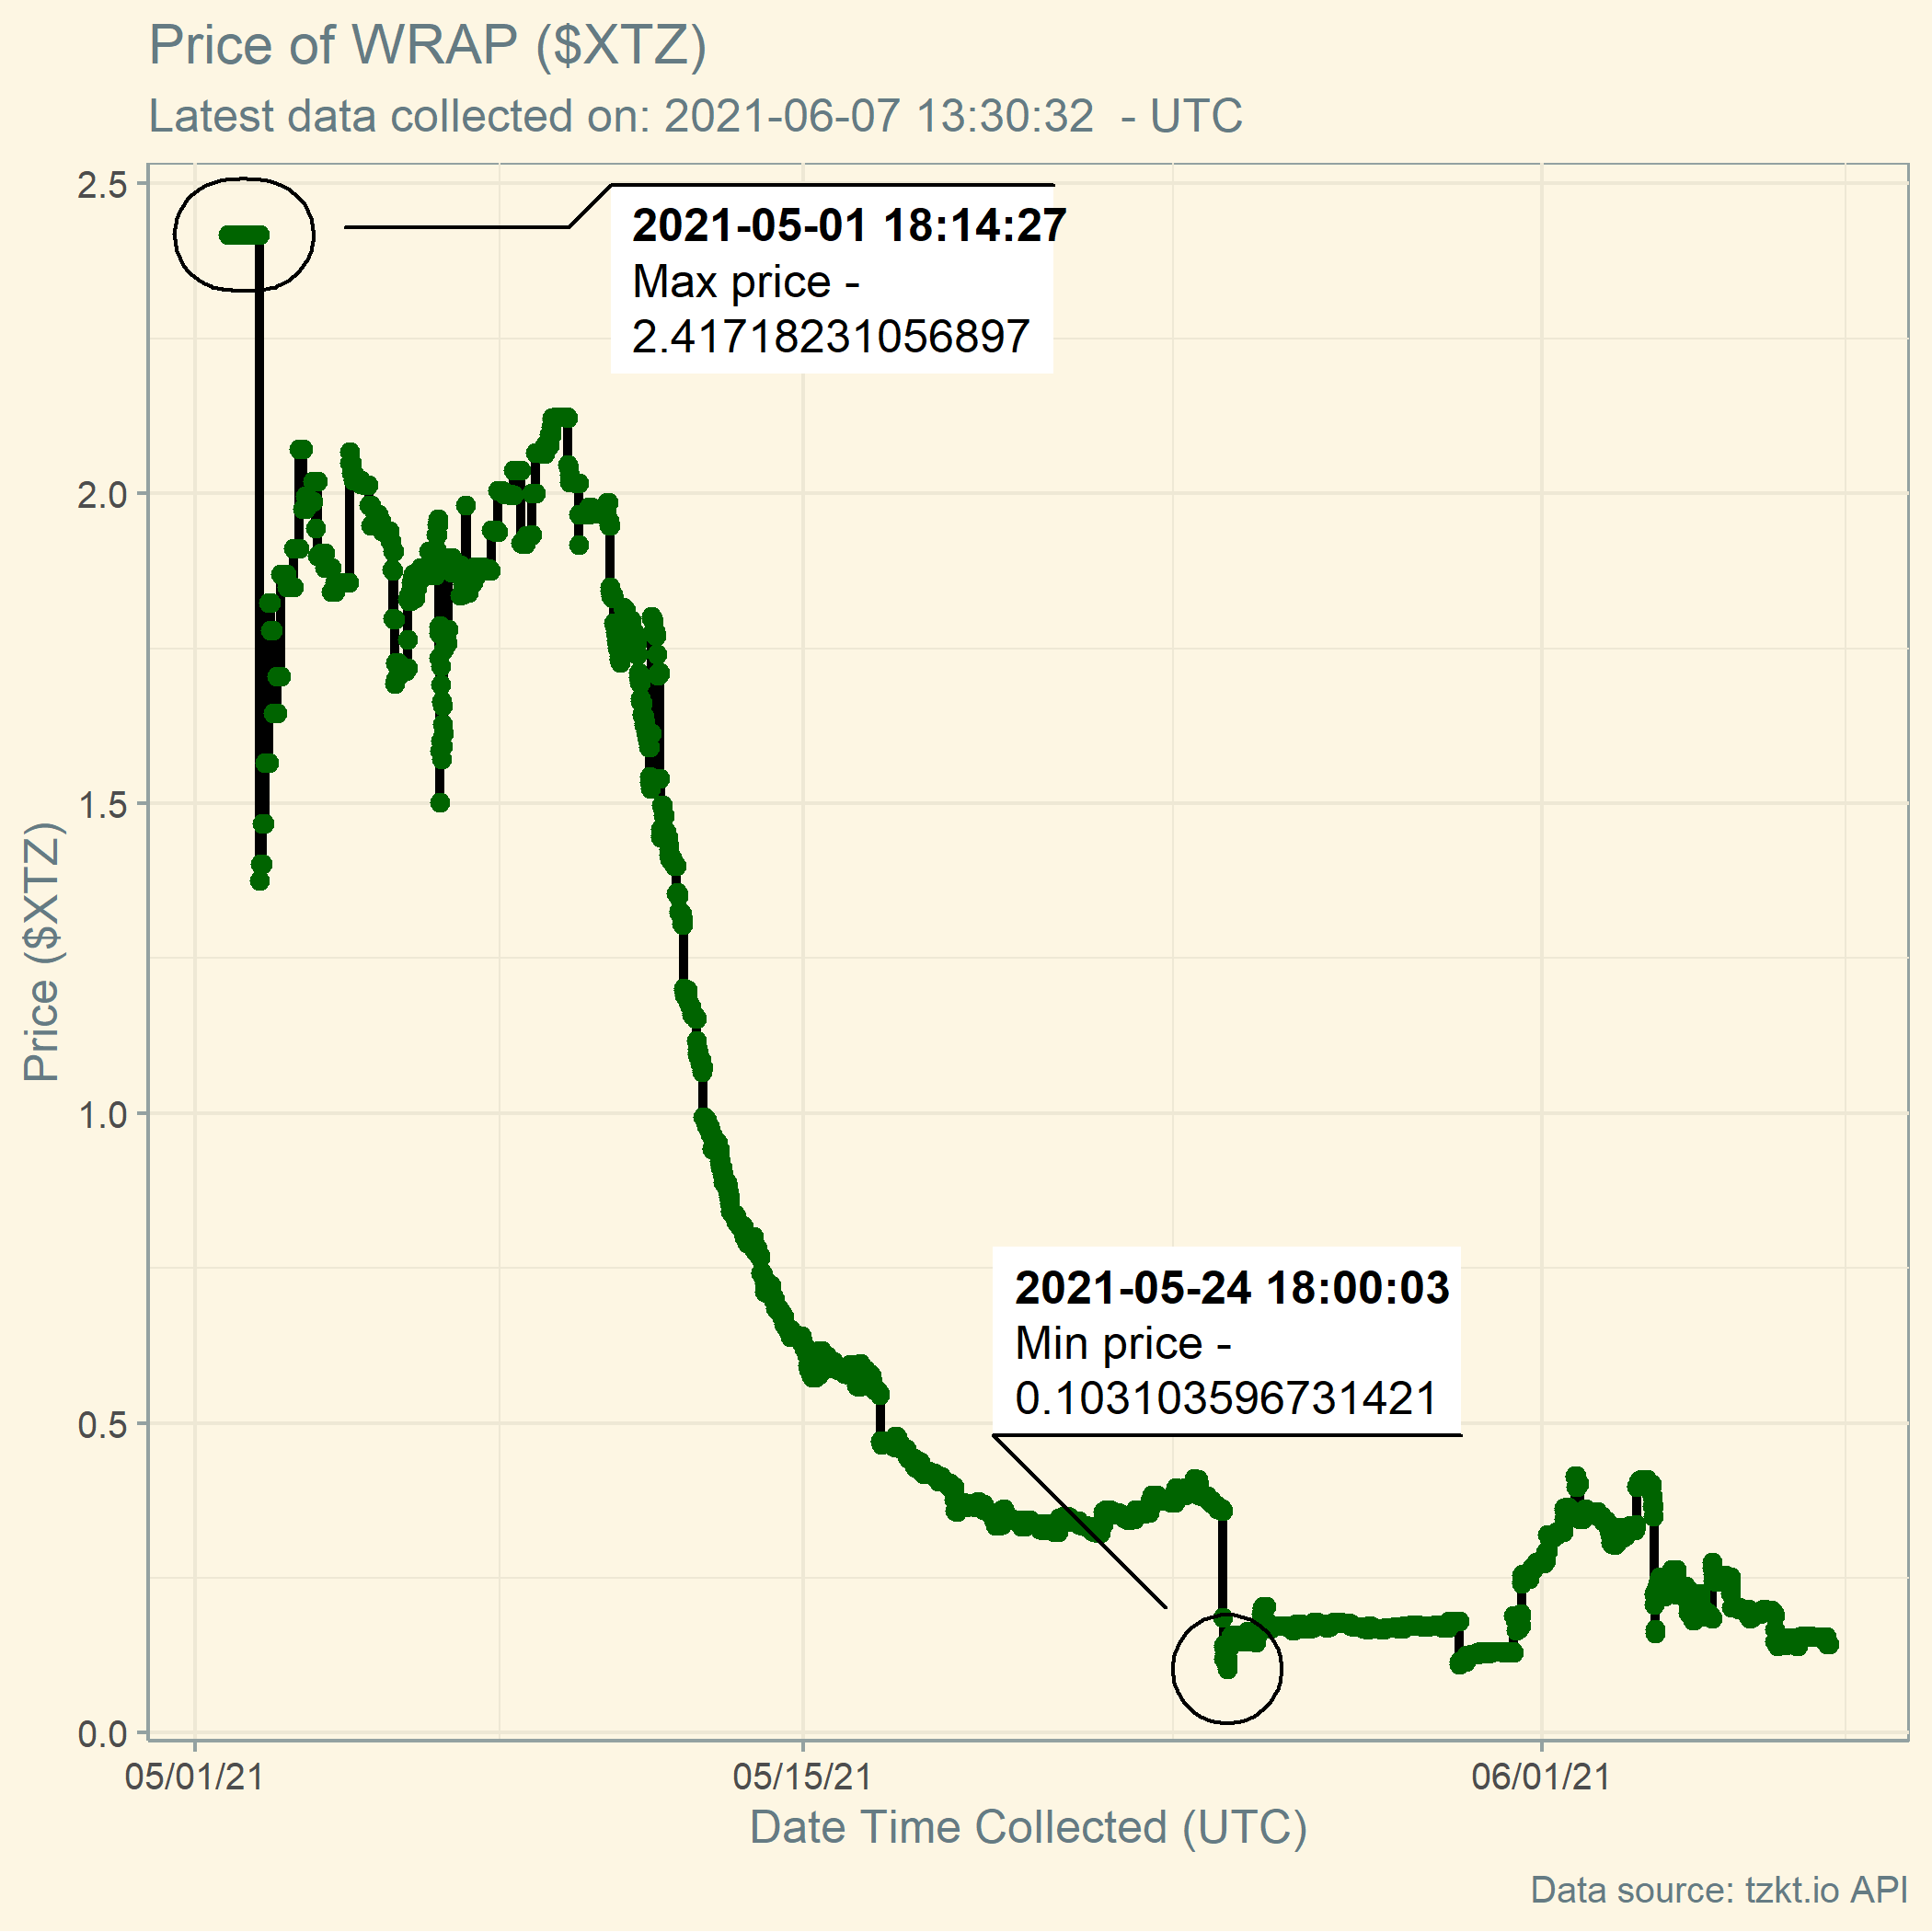 Price of WRAP ($XTZ)
Latest data collected on: 2021-06-07 13:30:32  - UTC
2.5
2.0
1.5
1.0
0.5
0.0
Price ($XTZ)
2021-05-01 18:14:27
Max price -
2.41718231056897
2021-05-24 18:00:03
Min price -
0.103103596731421
05/01/21
05/15/21
06/01/21
Date Time Collected (UTC)
Data source: tzkt.io API